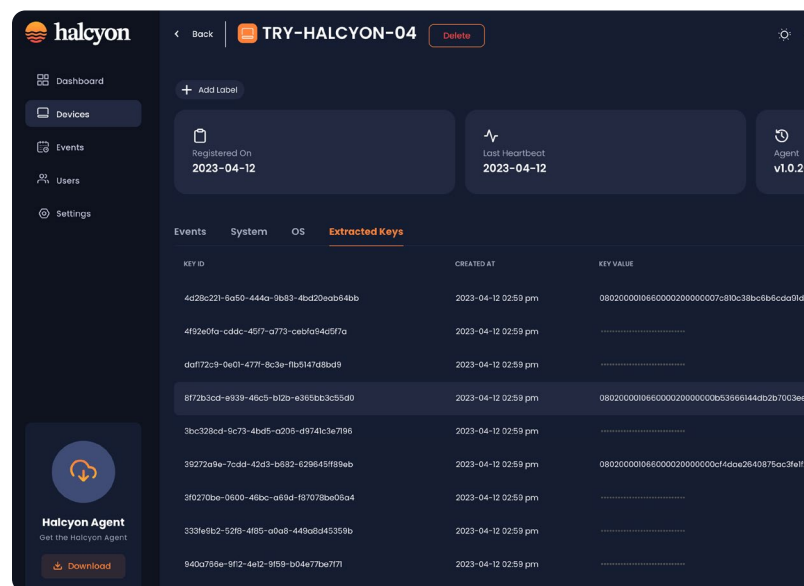 halcyon
Back
TRY-HALCYON-04
Delete
Dashboard
Devices
Events
Users
Settings
Add Label
Registered On
2023-04-12
Last Heartbeat
2023-04-12
Agent
v1.0.2
Events System OS Extracted Keys
KEY ID CREATED AT KEY VALUE
4d28c221-6a50-444a-9b83-4bd20eab64bb 2023-04-12 02:59 pm 0802000010660000200000007c810c38bc6b6cda91d
4f92e0fa-cddc-45f7-a773-cebfa94d5f7a 2023-04-12 02:59 pm
daf172c9-0e01-477f-8c3e-f1b5147d8bd9 2023-04-12 02:59 pm
8f72b3cd-e939-46c5-b12b-e365bb3c55d0 2023-04-12 02:59 pm 080200001066000020000000b53666144db2b7003ee
3bc328cd-9c73-4bd5-a206-d9741c3e7196 2023-04-12 02:59 pm
39272a9e-7cdd-42d3-b682-629645ff89eb 2023-04-12 02:59 pm 080200001066000020000000cf4dae2640875ac3fe1f
3f0270be-0600-46bc-a69d-f87078be06a4 2023-04-12 02:59 pm
333fe9b2-52f8-4f85-a0a8-449a8d45359b 2023-04-12 02:59 pm
940a766e-9f12-4e12-9f59-b04e77be7f71 2023-04-12 02:59 pm
Halcyon Agent
Get the Halcyon Agent
Download